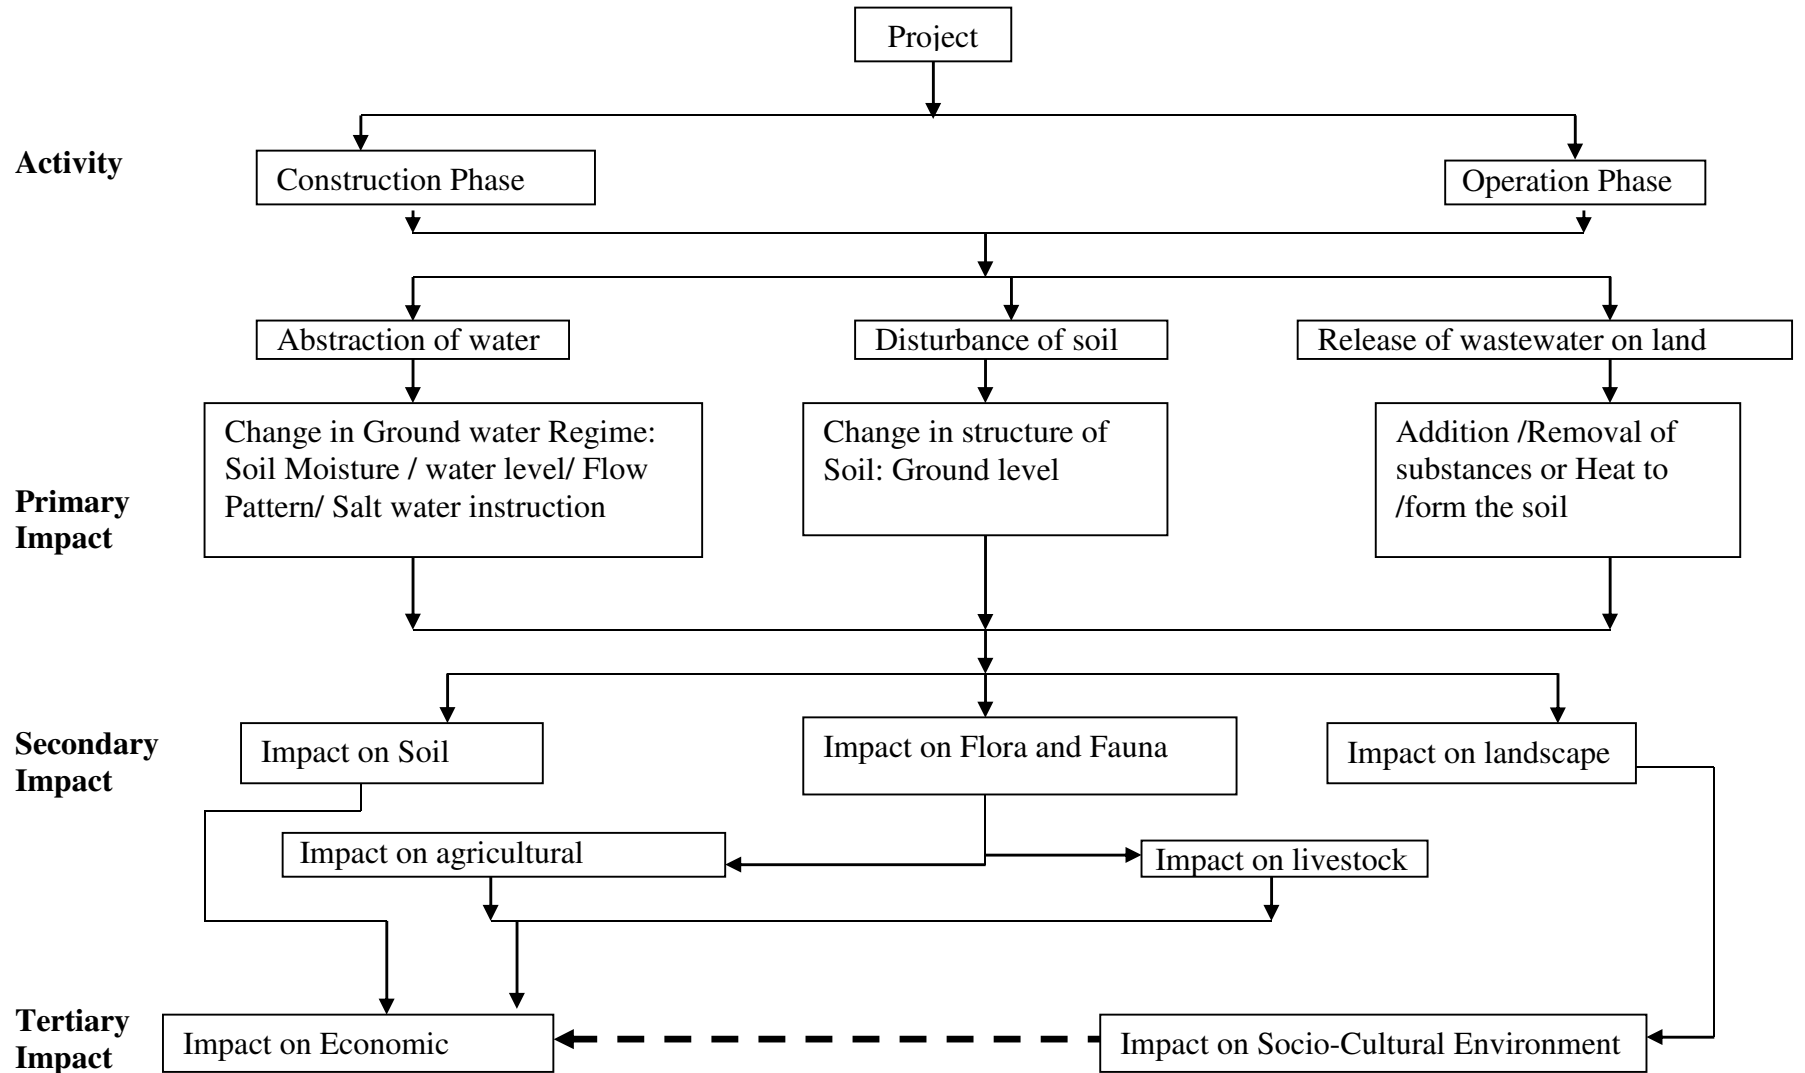 Project
Activity
Construction Phase
Operation Phase
Abstraction of water
Disturbance of soil
Release of wastewater on land
Primary
Impact
Change in Ground water Regime:
Soil Moisture / water level/ Flow
Pattern/ Salt water instruction
Change in structure of
Soil: Ground level
Addition /Removal of
substances or Heat to
/form the soil
Secondary
Impact
Impact on Soil
Impact on Flora and Fauna
Impact on landscape
Impact on agricultural
Impact on livestock
Tertiary
Impact
Impact on Economic
Impact on Socio-Cultural Environment